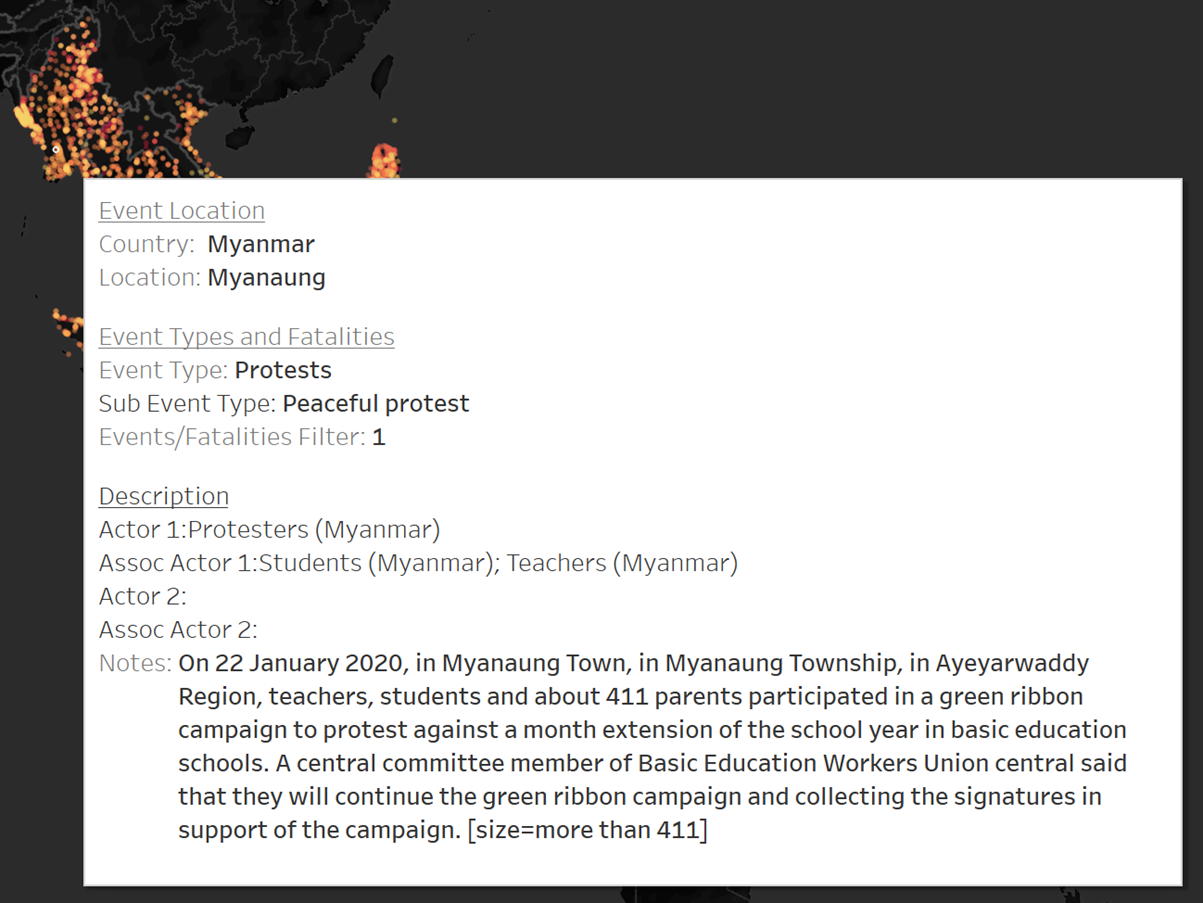 Event Location
Country: Myanmar
Location: Myanaung
Event Types and Fatalities
Event Type: Protests
Sub Event Type: Peaceful protest
Events/Fatalities Filter: 1
Description
Actor 1:Protesters (Myanmar)
Assoc Actor 1:Students (Myanmar); Teachers (Myanmar)
Actor 2:
Assoc Actor 2:
Notes: On 22 January 2020, in Myanaung Town, in Myanaung Township, in Ayeyarwaddy
Region, teachers, students and about 411 parents participated in a green ribbon
campaign to protest against a month extension of the school year in basic education
schools. A central committee member of Basic Education Workers Union central said
that they will continue the green ribbon campaign and collecting the signatures in
support of the campaign. [size=more than 411]